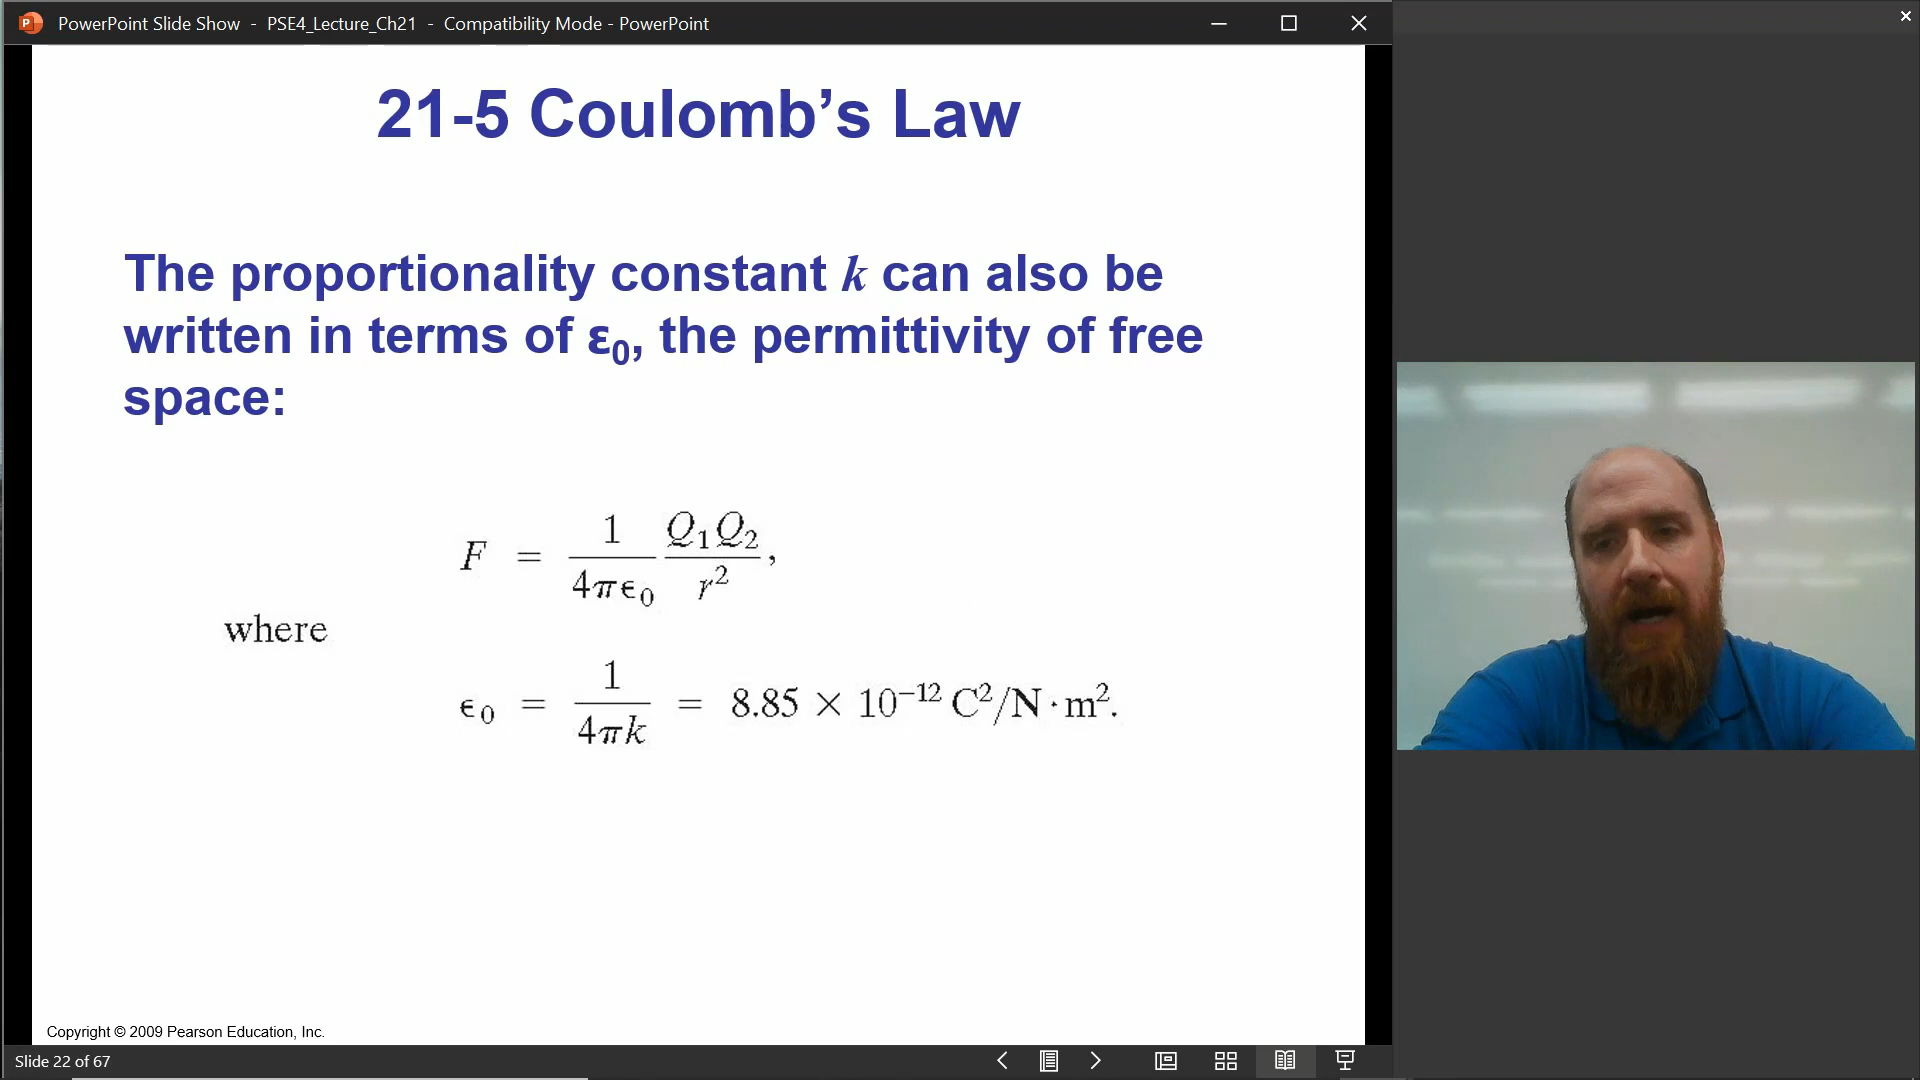 PowerPoint Slide Show - PSE4_Lecture_Ch21 - Compatibility Mode - PowerPoint
21-5 Coulomb’s Law
The proportionality constant k can also be
written in terms of ε₀, the permittivity of free
space:
F = 1/(4πϵ₀) Q₁Q₂/r²,
where
ϵ₀ = 1/(4πk) = 8.85 × 10⁻¹² C²/N·m².
Copyright © 2009 Pearson Education, Inc.
Slide 22 of 67